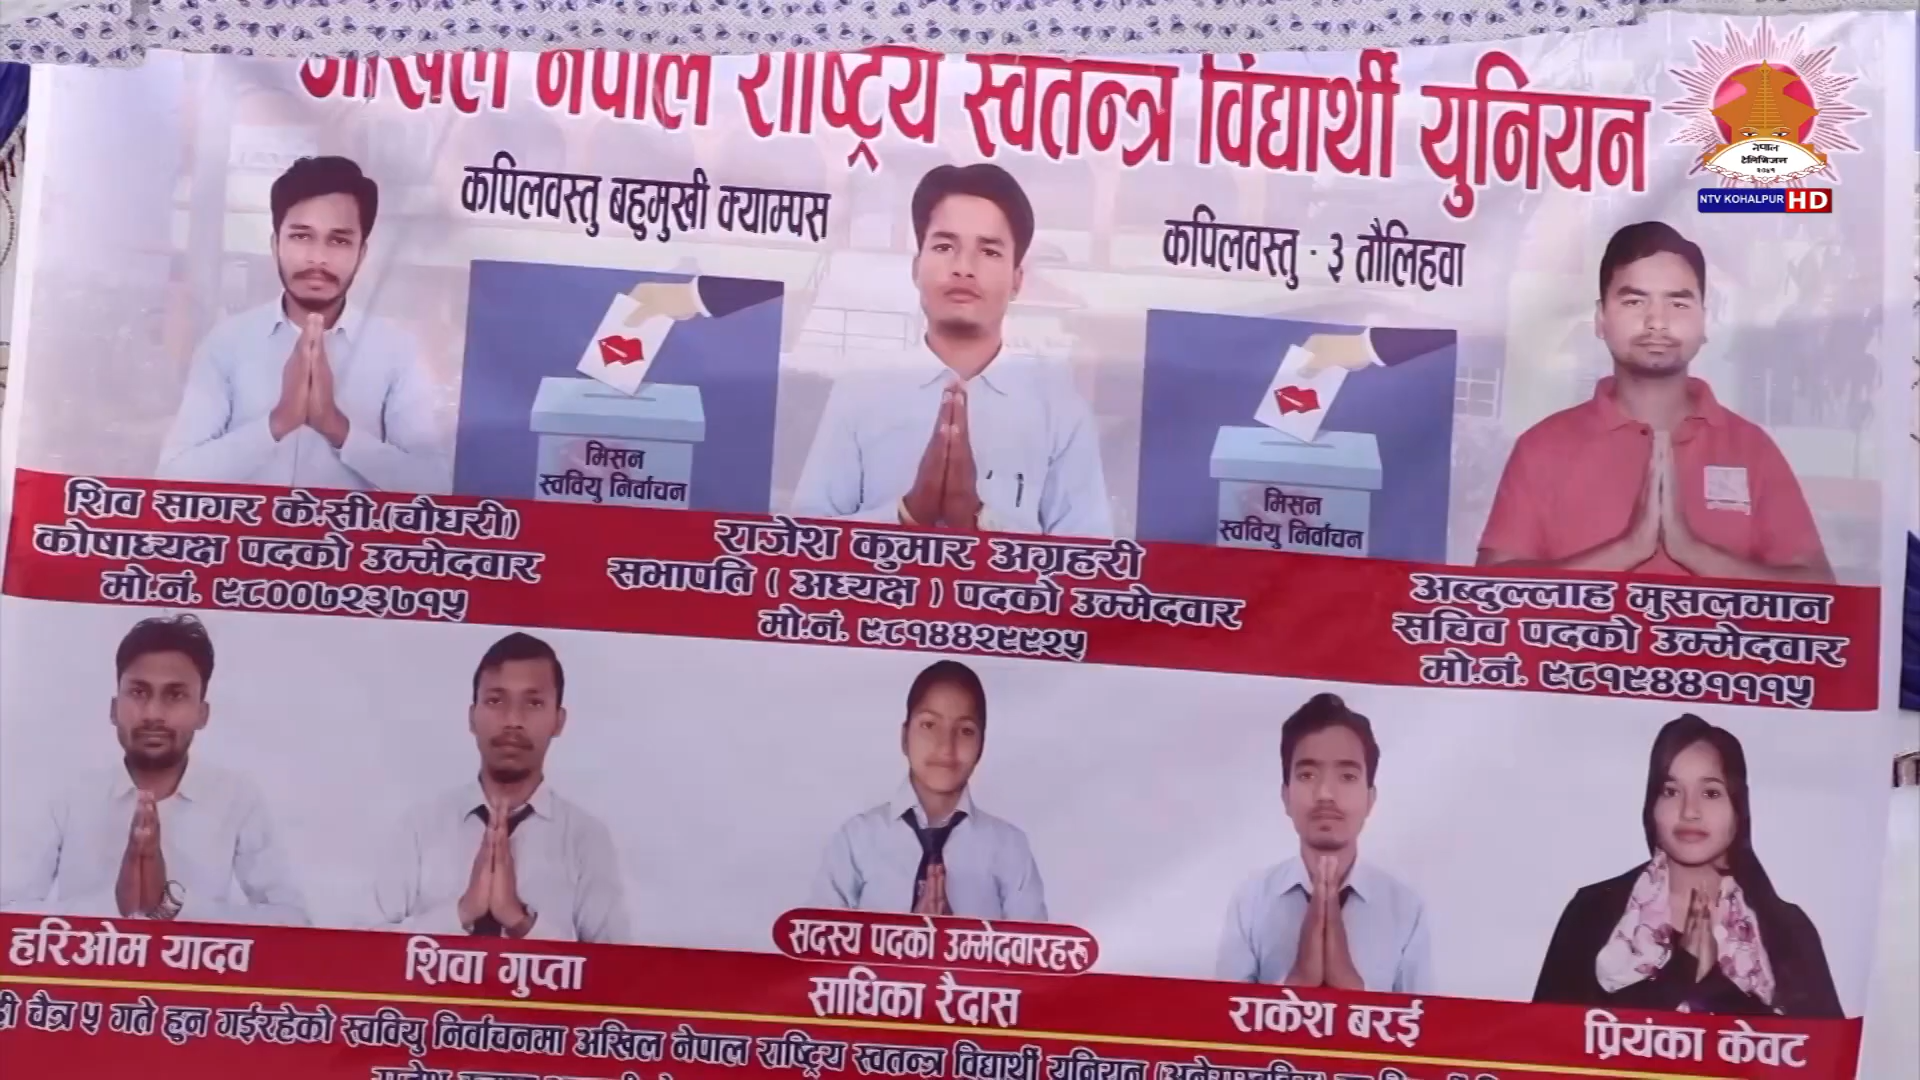 अखिल नेपाल राष्ट्रिय स्वतन्त्र विद्यार्थी युनियन
नेपाल
टेलिभिजन
२०४१
NTV KOHALPUR HD
कपिलवस्तु बहुमुखी क्याम्पस
कपिलवस्तु - ३ तौलिहवा
मिसन
स्ववियु निर्वाचन
मिसन
स्ववियु निर्वाचन
शिव सागर के.सी.(चौधरी)
कोषाध्यक्ष पदको उम्मेदवार
मो.नं. ९८००७२३७१५
राजेश कुमार अग्रहरी
सभापति ( अध्यक्ष ) पदको उम्मेदवार
मो.नं. ९८१४४२९९२५
अब्दुल्लाह मुसलमान
सचिव पदको उम्मेदवार
मो.नं. ९८१९४४१११५
सदस्य पदको उम्मेदवारहरू
हरिओम यादव
शिवा गुप्ता
साधिका रैदास
राकेश बरई
प्रियंका केवट
चैत्र ५ गते हुन गईरहेको स्ववियु निर्वाचनमा अखिल नेपाल राष्ट्रिय स्वतन्त्र विद्यार्थी युनियन